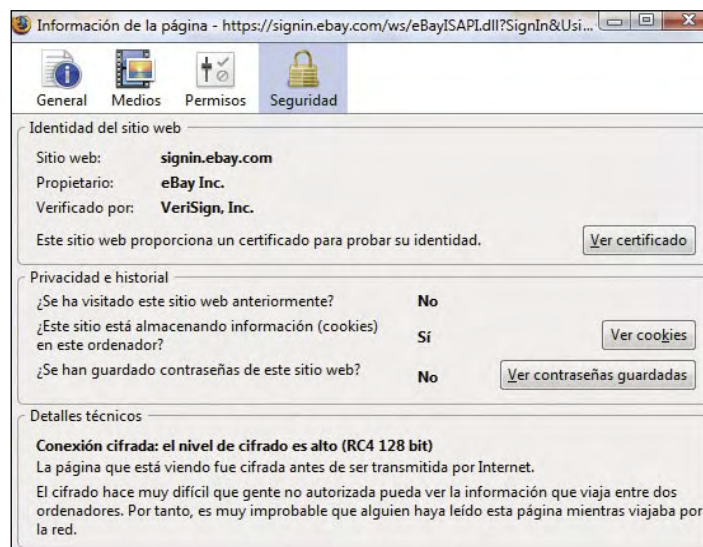 Información de la página - https://signin.ebay.com/ws/eBayISAPI.dll?SignIn&Usi...
General Medios Permisos Seguridad
Identidad del sitio web
Sitio web: signin.ebay.com
Propietario: eBay Inc.
Verificado por: VeriSign, Inc.
Este sitio web proporciona un certificado para probar su identidad. Ver certificado
Privacidad e historial
¿Se ha visitado este sitio web anteriormente? No
¿Este sitio está almacenando información (cookies)
en este ordenador? Sí Ver cookies
¿Se han guardado contraseñas de este sitio web? No Ver contraseñas guardadas
Detalles técnicos
Conexión cifrada: el nivel de cifrado es alto (RC4 128 bit)
La página que está viendo fue cifrada antes de ser transmitida por Internet.
El cifrado hace muy difícil que gente no autorizada pueda ver la información que viaja entre dos
ordenadores. Por tanto, es muy improbable que alguien haya leído esta página mientras viajaba por
la red.